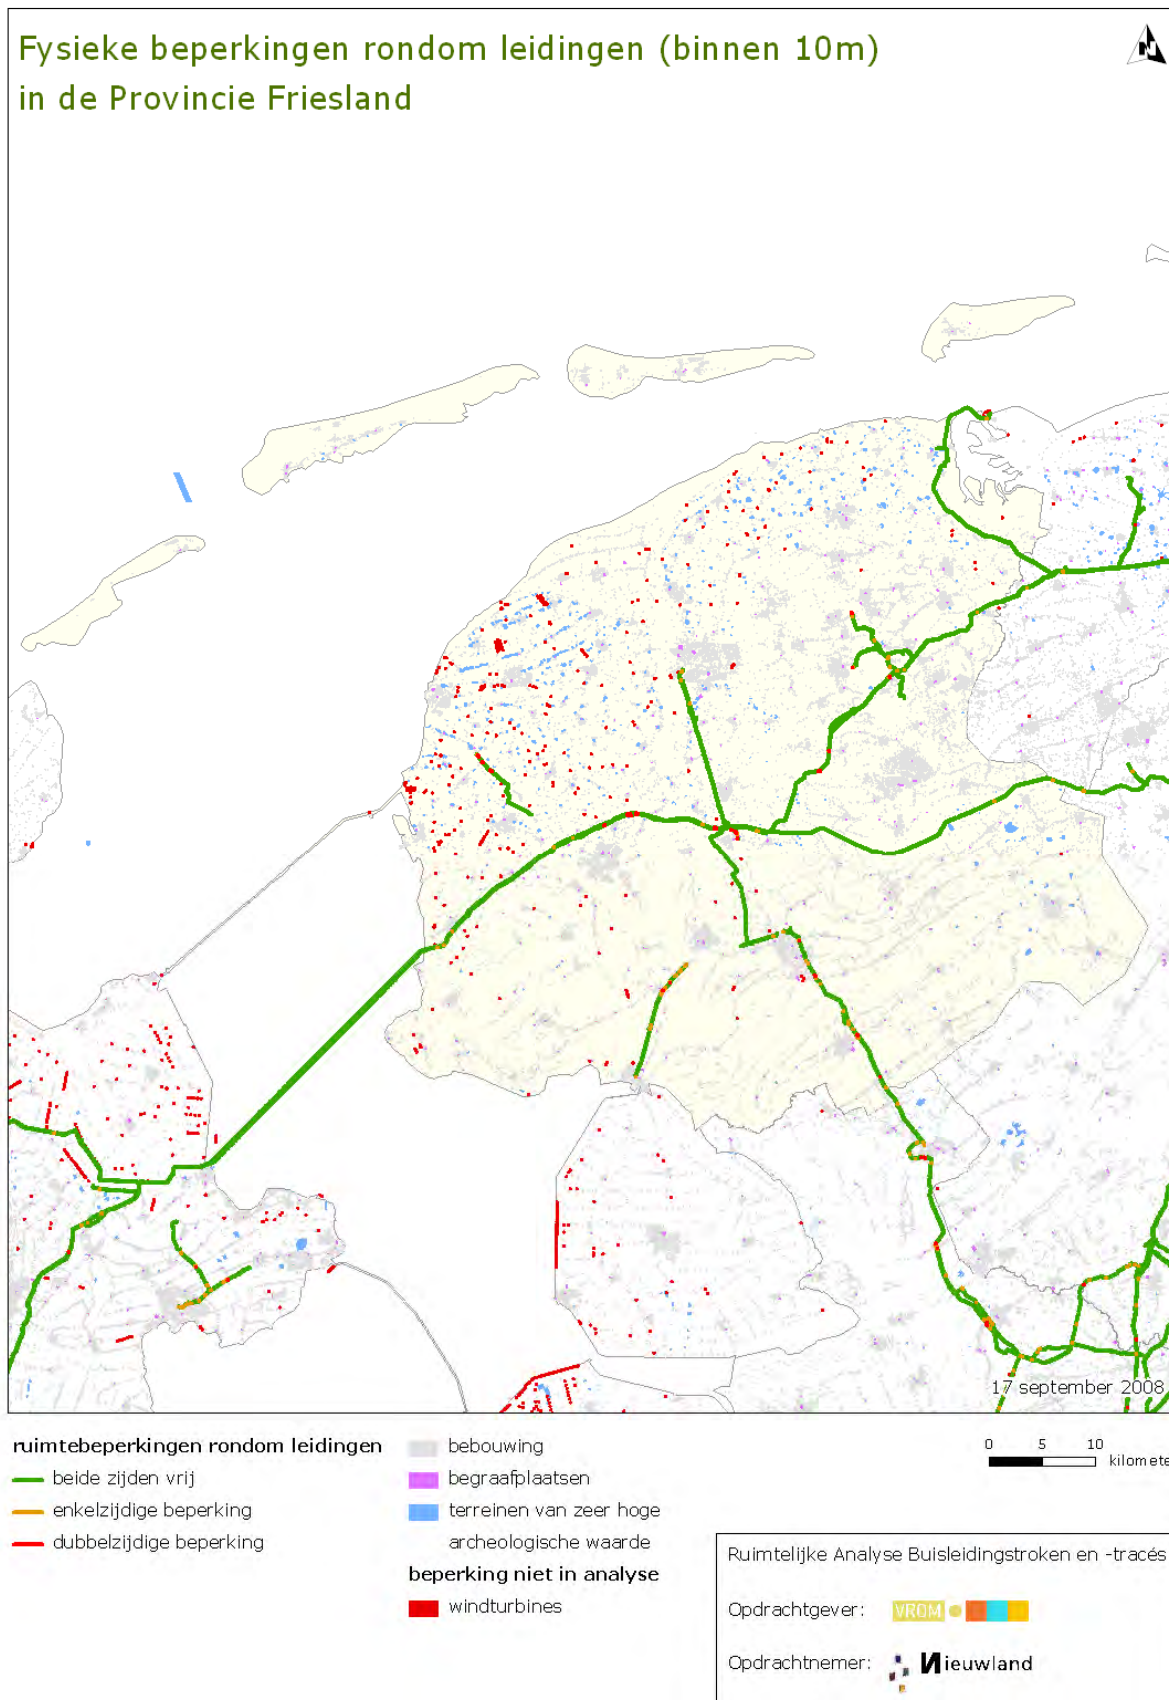 Fysieke beperkingen rondom leidingen (binnen 10m)
in de Provincie Friesland
N
17 september 2008
ruimtebeperkingen rondom leidingen
beide zijden vrij
enkelzijdige beperking
dubbelzijdige beperking
bebouwing
begraafplaatsen
terreinen van zeer hoge
archeologische waarde
beperking niet in analyse
windturbines
0 5 10
kilomete
Ruimtelijke Analyse Buisleidingstroken en -tracés
Opdrachtgever: VROM
Opdrachtnemer: Nieuwland